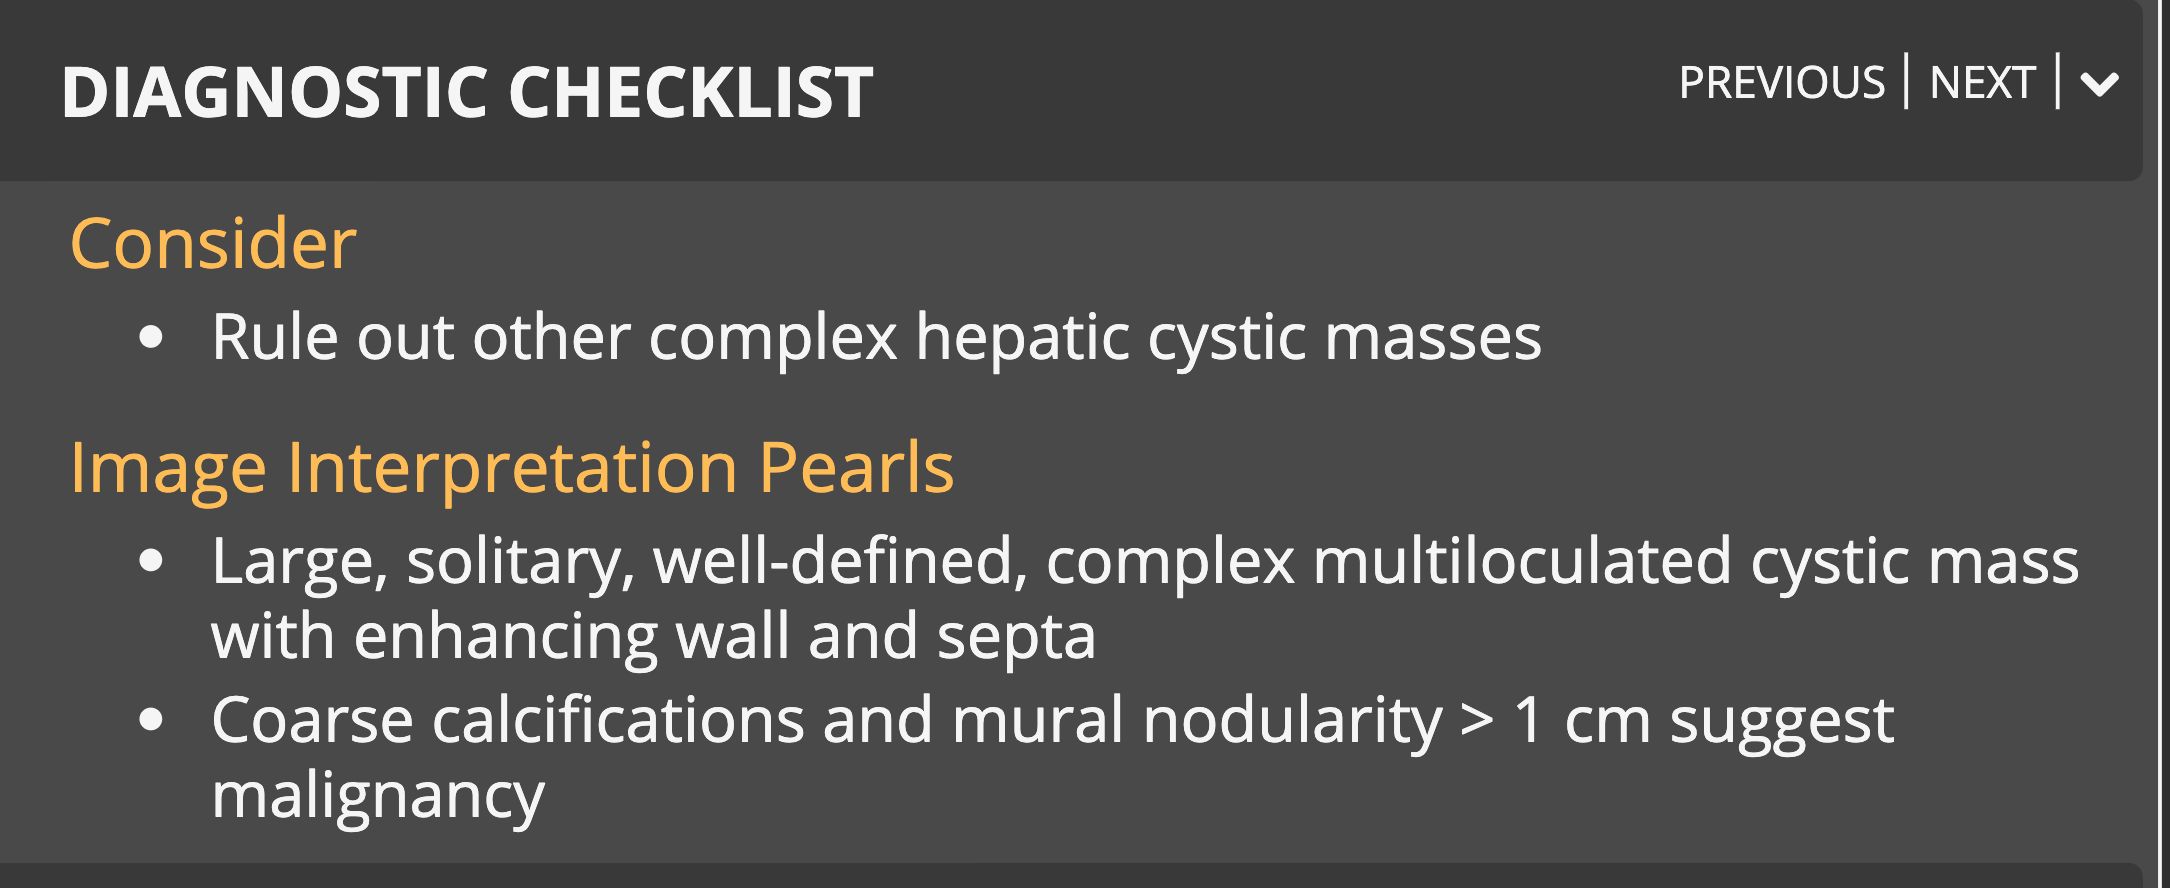 DIAGNOSTIC CHECKLIST
PREVIOUS | NEXT |
Consider
• Rule out other complex hepatic cystic masses
Image Interpretation Pearls
• Large, solitary, well-defined, complex multiloculated cystic mass
with enhancing wall and septa
• Coarse calcifications and mural nodularity > 1 cm suggest
malignancy